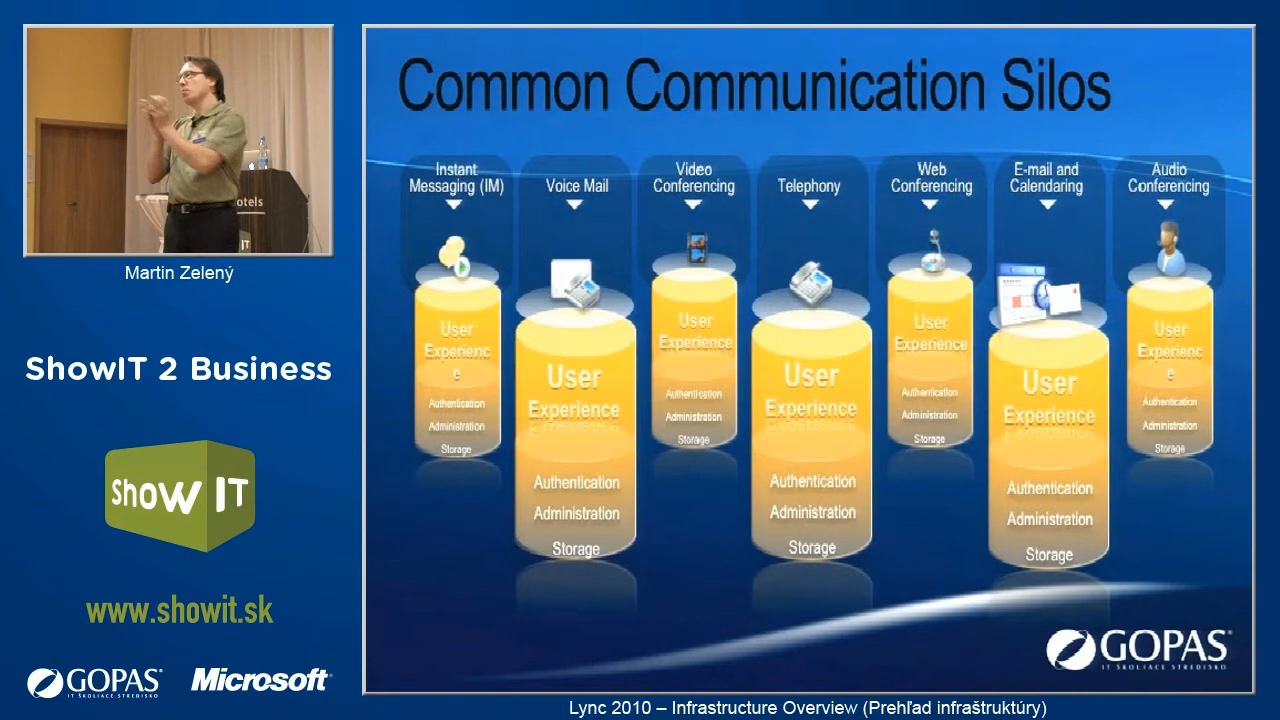 otels
IT
Martin Zelený
ShowIT 2 Business
ShoW IT
www.showit.sk
GOPAS
IT ŠKOLIACE STREDISKO
Microsoft
Common Communication Silos
Instant
Messaging (IM)
Voice Mail
Video
Conferencing
Telephony
Web
Conferencing
E-mail and
Calendaring
Audio
Conferencing
User
Experienc
e
Authentication
Administration
Storage
User
Experience
Authentication
Administration
Storage
User
Experience
Authentication
Administration
Storage
User
Experience
Authentication
Administration
Storage
User
Experience
Authentication
Administration
Storage
User
Experience
Authentication
Administration
Storage
User
Experienc
e
Authentication
Administration
Storage
GOPAS
IT ŠKOLIACE STREDISKO
Lync 2010 – Infrastructure Overview (Prehľad infraštruktúry)